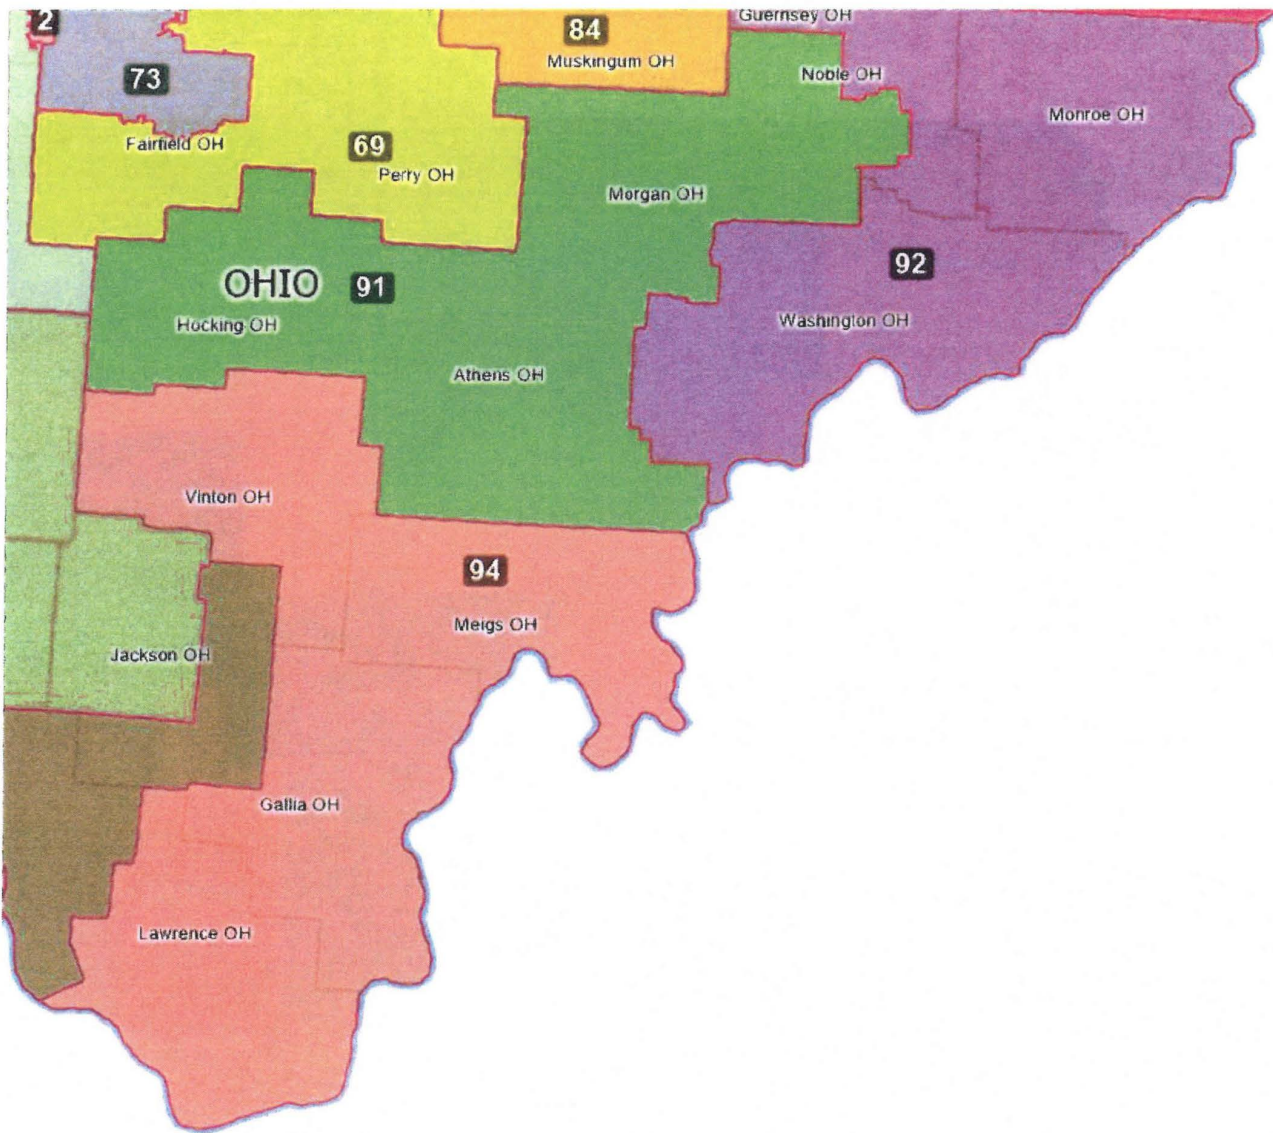 2
Guernsey OH
84
Muskingum OH
73
Noble OH
Monroe OH
Fairfield OH
69
Perry OH
Morgan OH
92
OHIO
91
Washington OH
Hocking OH
Athens OH
Vinton OH
94
Meigs OH
Jackson OH
Gallia OH
Lawrence OH